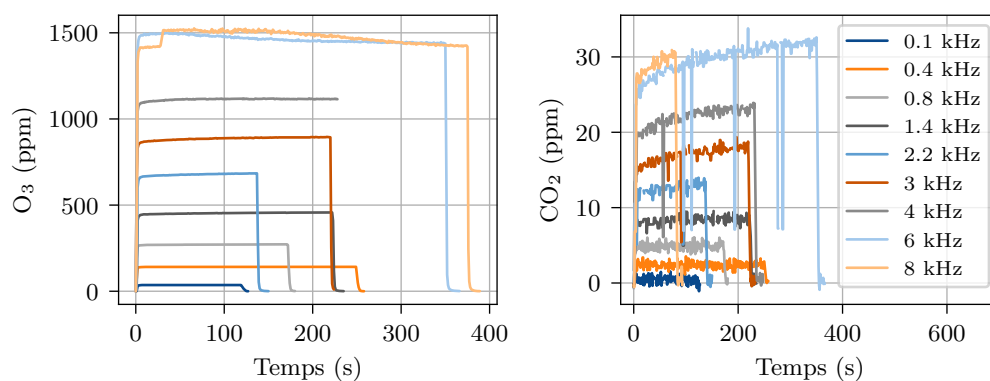 O₃ (ppm)
1500
1000
500
0
0
100
200
300
400
Temps (s)
CO₂ (ppm)
30
20
10
0
0
200
400
600
Temps (s)
0.1 kHz
0.4 kHz
0.8 kHz
1.4 kHz
2.2 kHz
3 kHz
4 kHz
6 kHz
8 kHz